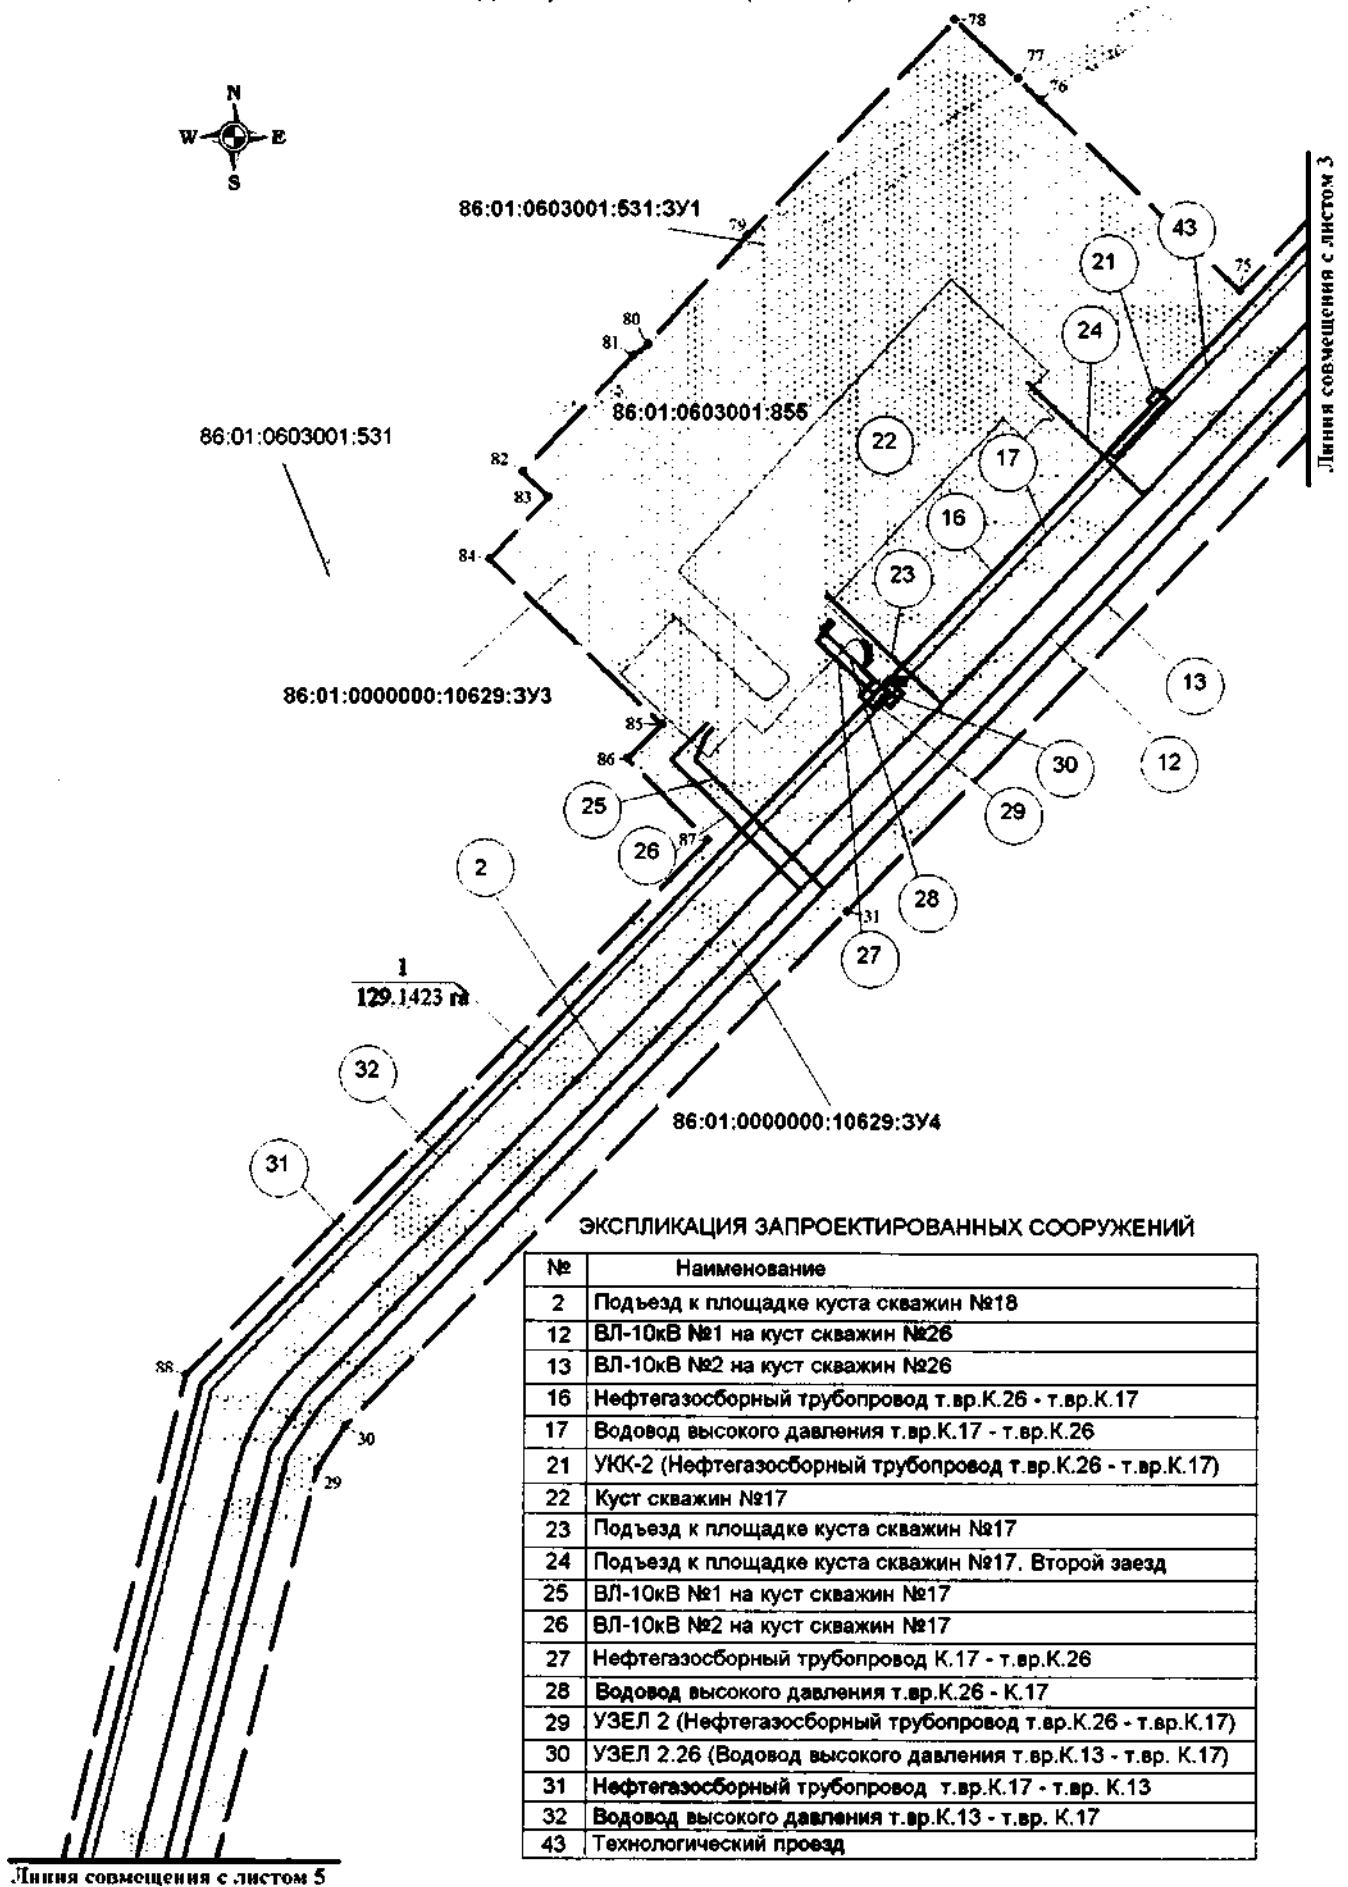 78
77
76
N
W E
S
86:01:0603001:531:ЗУ1
79
43
21
75
Линия совмещения с листом 3
80
81
24
86:01:0603001:855
86:01:0603001:531
22
17
82
83
16
84
23
86:01:0000000:10629:ЗУ3
13
85
86
30
12
25
29
87
26
2
28
31
27
1
129.1423 га
32
86:01:0000000:10629:ЗУ4
31
88
30
29
ЭКСПЛИКАЦИЯ ЗАПРОЕКТИРОВАННЫХ СООРУЖЕНИЙ
№ Наименование
2 Подъезд к площадке куста скважин №18
12 ВЛ-10кВ №1 на куст скважин №26
13 ВЛ-10кВ №2 на куст скважин №26
16 Нефтегазосборный трубопровод т.вр.К.26 - т.вр.К.17
17 Водовод высокого давления т.вр.К.17 - т.вр.К.26
21 УКК-2 (Нефтегазосборный трубопровод т.вр.К.26 - т.вр.К.17)
22 Куст скважин №17
23 Подъезд к площадке куста скважин №17
24 Подъезд к площадке куста скважин №17. Второй заезд
25 ВЛ-10кВ №1 на куст скважин №17
26 ВЛ-10кВ №2 на куст скважин №17
27 Нефтегазосборный трубопровод К.17 - т.вр.К.26
28 Водовод высокого давления т.вр.К.26 - К.17
29 УЗЕЛ 2 (Нефтегазосборный трубопровод т.вр.К.26 - т.вр.К.17)
30 УЗЕЛ 2.26 (Водовод высокого давления т.вр.К.13 - т.вр. К.17)
31 Нефтегазосборный трубопровод т.вр.К.17 - т.вр. К.13
32 Водовод высокого давления т.вр.К.13 - т.вр. К.17
43 Технологический проезд
Линия совмещения с листом 5